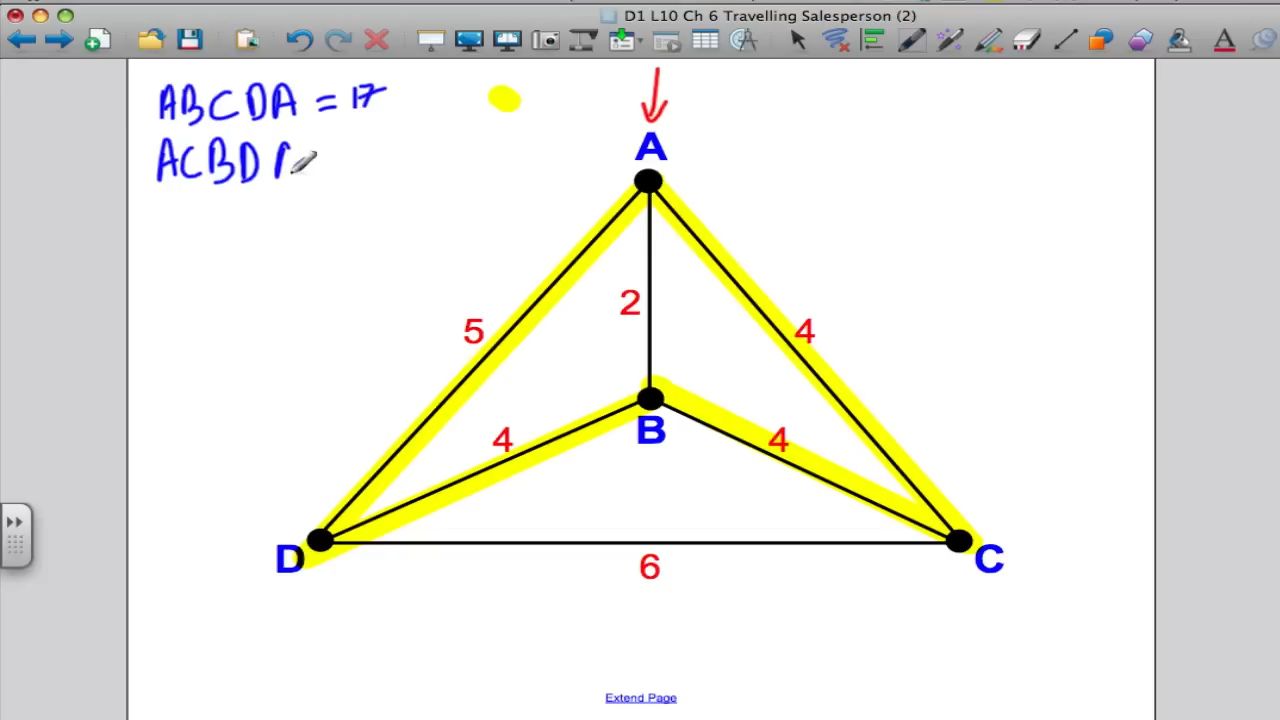 D1 L10 Ch 6 Travelling Salesperson (2)
ABCDA = 17
ACBD
A
2
5
4
B
4
4
D
C
6
Extend Page